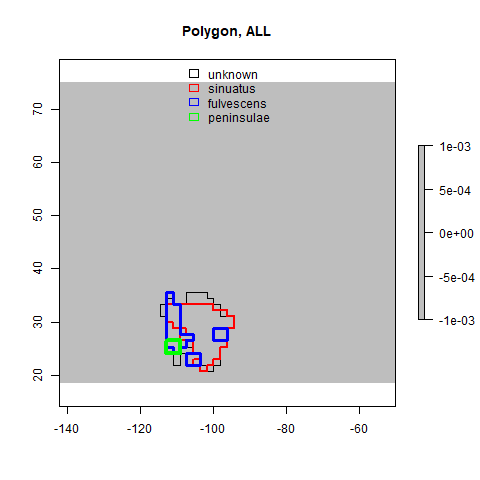 Polygon, ALL
unknown
sinuatus
fulvescens
peninsulae
70
60
50
40
30
20
-140
-120
-100
-80
-60
1e-03
5e-04
0e+00
-5e-04
-1e-03